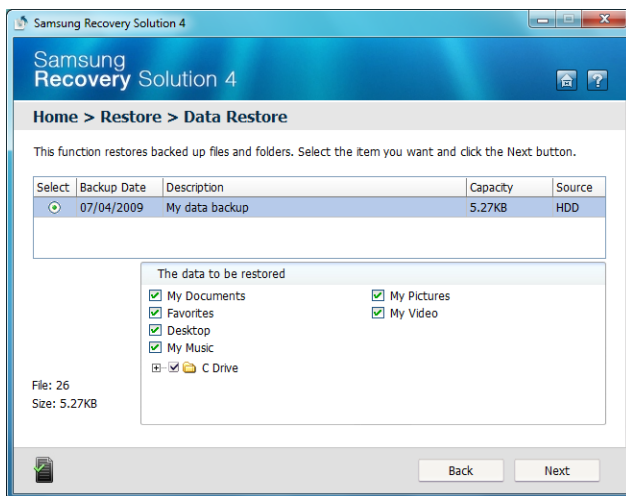 Samsung Recovery Solution 4
Samsung
Recovery Solution 4
Home > Restore > Data Restore
This function restores backed up files and folders. Select the item you want and click the Next button.
Select Backup Date Description Capacity Source
07/04/2009 My data backup 5.27KB HDD
The data to be restored
My Documents My Pictures
Favorites My Video
Desktop
My Music
C Drive
File: 26
Size: 5.27KB
Back Next